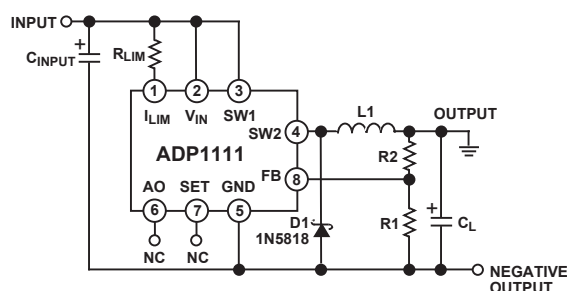 INPUT
+
CINPUT
RLIM
1
2
3
ILIM
VIN
SW1
SW2
4
L1
OUTPUT
ADP1111
R2
FB
8
AO
SET
GND
6
7
5
D1
1N5818
R1
+
CL
NC
NC
NEGATIVE
OUTPUT